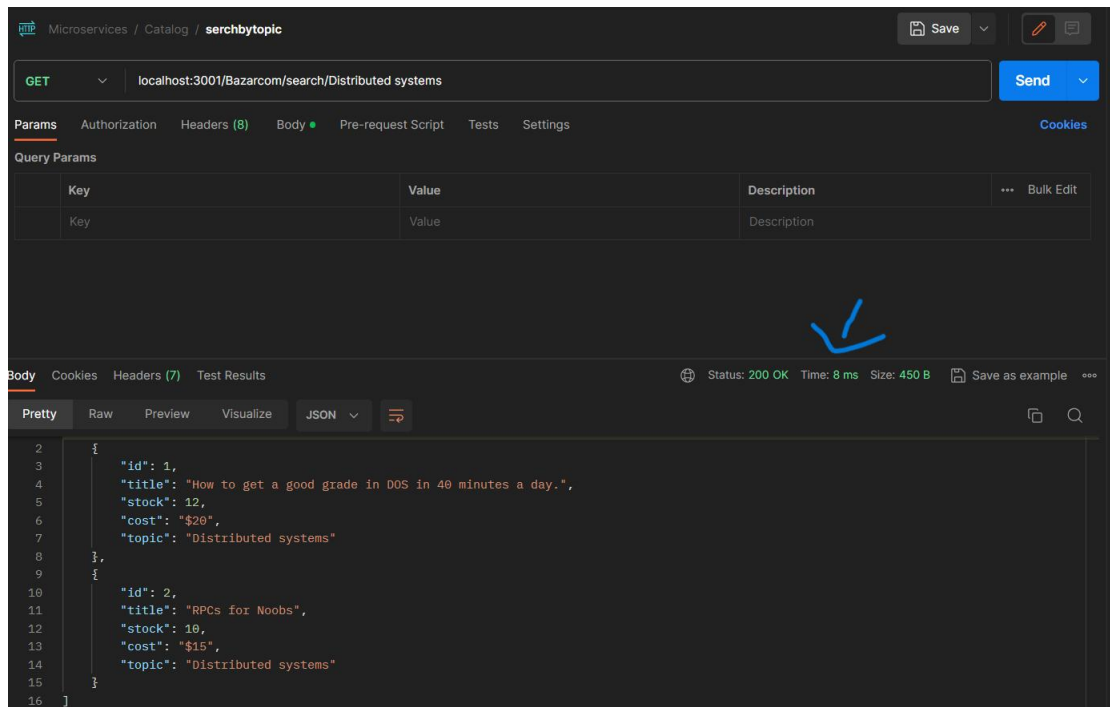 HTTP Microservices / Catalog / serchbytopic Save
GET localhost:3001/Bazarcom/search/Distributed systems Send
Params Authorization Headers (8) Body Pre-request Script Tests Settings Cookies
Query Params
Key Value Description ••• Bulk Edit
Key Value Description
Body Cookies Headers (7) Test Results Status: 200 OK Time: 8 ms Size: 450 B Save as example
Pretty Raw Preview Visualize JSON
2 {
3 "id": 1,
4 "title": "How to get a good grade in DOS in 40 minutes a day.",
5 "stock": 12,
6 "cost": "$20",
7 "topic": "Distributed systems"
8 },
9 {
10 "id": 2,
11 "title": "RPCs for Noobs",
12 "stock": 10,
13 "cost": "$15",
14 "topic": "Distributed systems"
15 }
16 ]